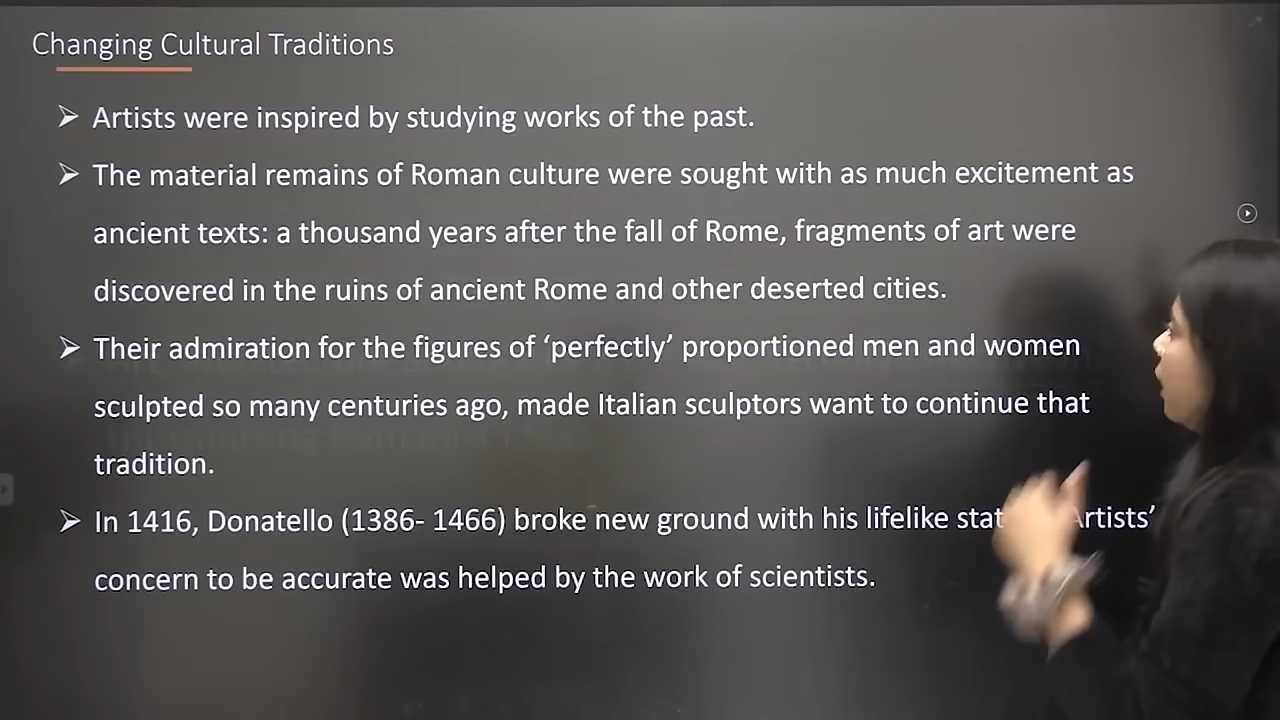 Changing Cultural Traditions
Artists were inspired by studying works of the past.
The material remains of Roman culture were sought with as much excitement as
ancient texts: a thousand years after the fall of Rome, fragments of art were
discovered in the ruins of ancient Rome and other deserted cities.
Their admiration for the figures of ‘perfectly’ proportioned men and women
sculpted so many centuries ago, made Italian sculptors want to continue that
tradition.
In 1416, Donatello (1386- 1466) broke new ground with his lifelike
concern to be accurate was helped by the work of scientists.